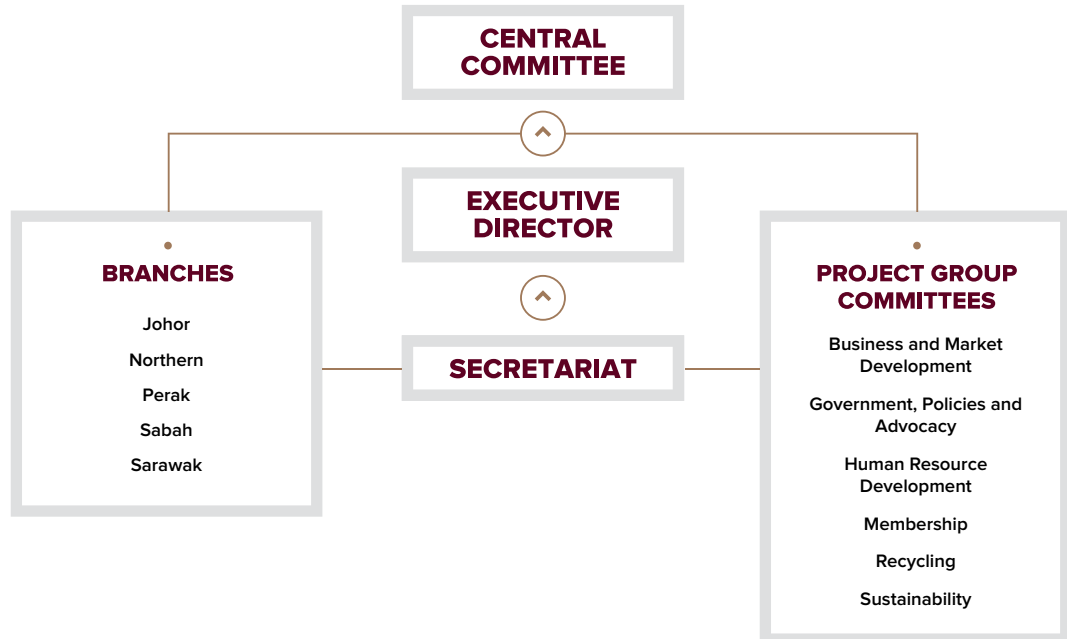 CENTRAL
COMMITTEE
EXECUTIVE
DIRECTOR
BRANCHES
Johor
Northern
Perak
Sabah
Sarawak
SECRETARIAT
PROJECT GROUP
COMMITTEES
Business and Market
Development
Government, Policies and
Advocacy
Human Resource
Development
Membership
Recycling
Sustainability